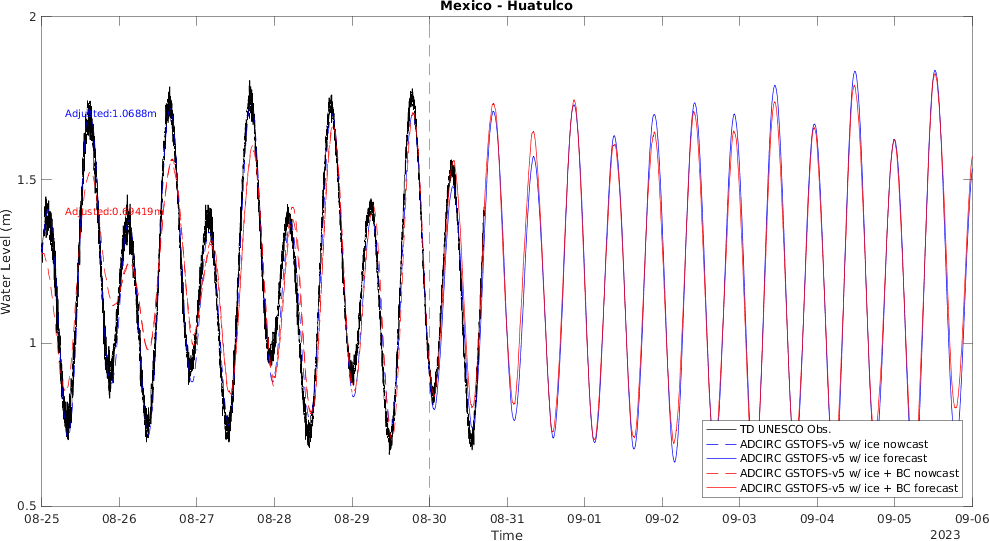 Mexico - Huatulco
2
1.5
1
0.5
Water Level (m)
Adjusted:1.0688m
Adjusted:0.69419m
TD UNESCO Obs.
ADCIRC GSTOFS-v5 w/ ice nowcast
ADCIRC GSTOFS-v5 w/ ice forecast
ADCIRC GSTOFS-v5 w/ ice + BC nowcast
ADCIRC GSTOFS-v5 w/ ice + BC forecast
08-25 08-26 08-27 08-28 08-29 08-30 08-31 09-01 09-02 09-03 09-04 09-05 09-06
Time
2023